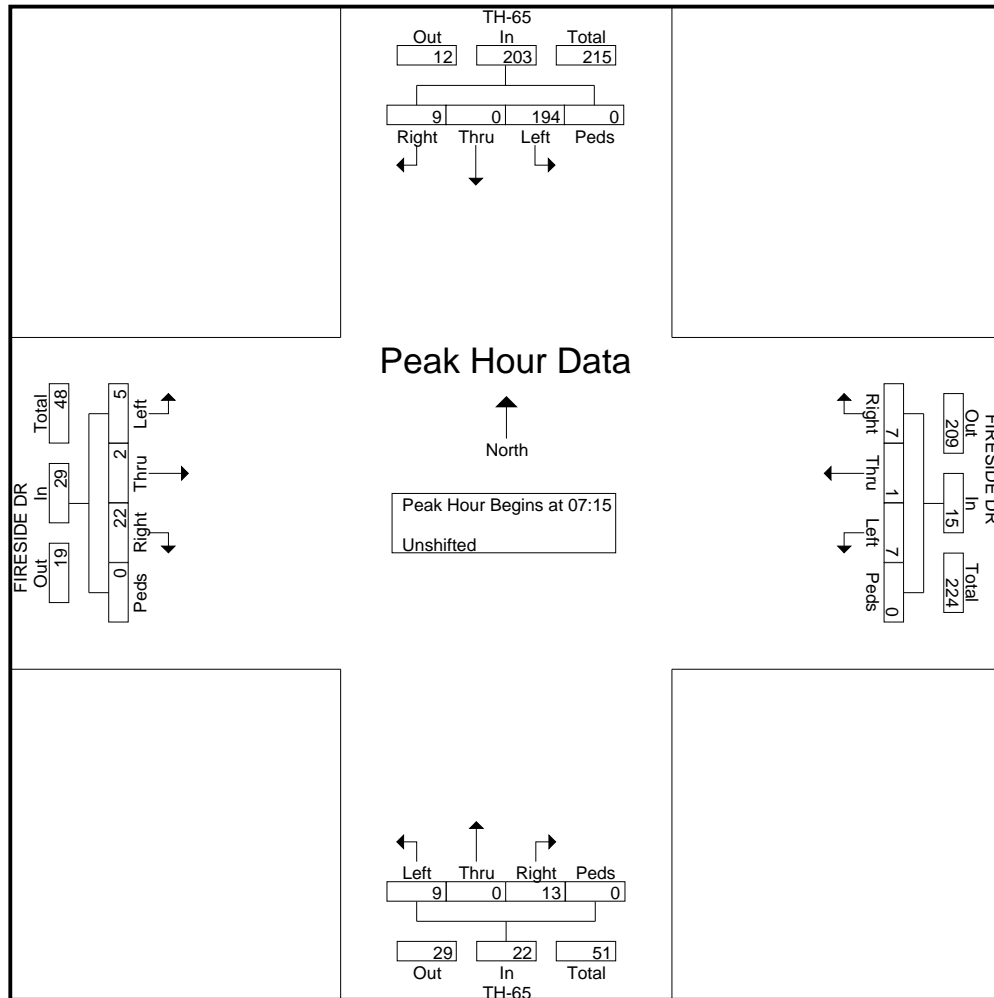 TH-65
Out In Total
12 203 215
9 0 194 0
Right Thru Left Peds
Peak Hour Data
North
Peak Hour Begins at 07:15
Unshifted
FIRESIDE DR
Total In Out
48 29 19
5 2 22 0
Left Thru Right Peds
FIRESIDE DR
Out In Total
209 15 224
7 1 7 0
Right Thru Left Peds
Left Thru Right Peds
9 0 13 0
29 22 51
Out In Total
TH-65